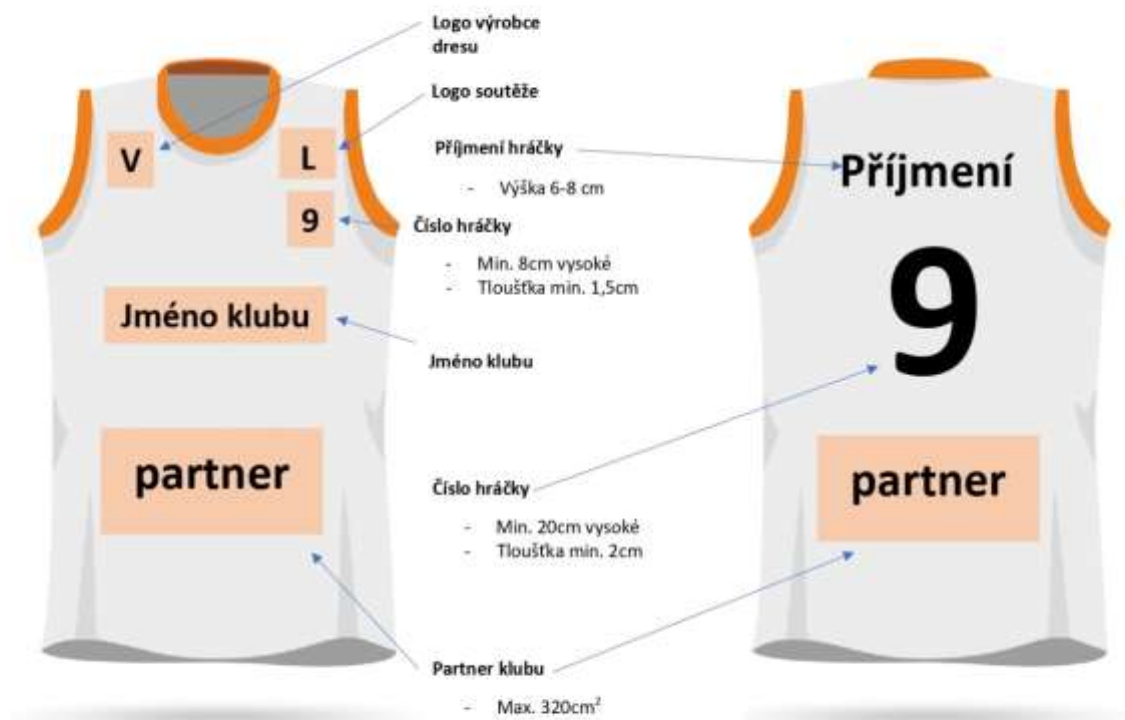 Logo výrobce
dresu
Logo soutěže
V
L
Příjmení hráčky
- Výška 6-8 cm
Příjmení
9
Číslo hráčky
- Min. 8cm vysoké
- Tloušťka min. 1,5cm
9
Jméno klubu
Jméno klubu
partner
Číslo hráčky
- Min. 20cm vysoké
- Tloušťka min. 2cm
partner
Partner klubu
- Max. 320cm²